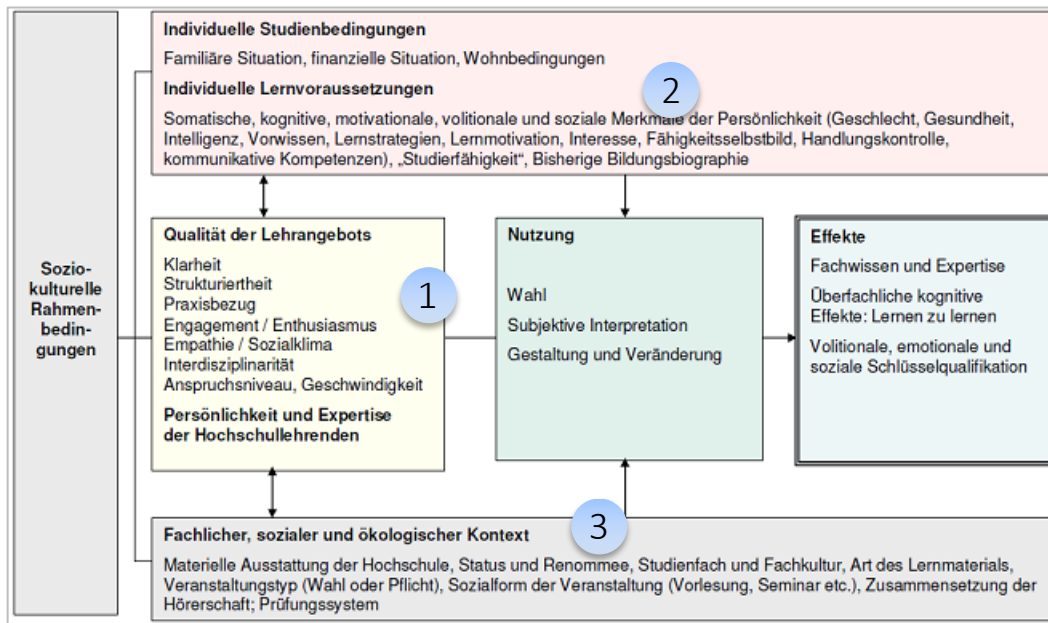 Individuelle Studienbedingungen
Familiäre Situation, finanzielle Situation, Wohnbedingungen
Individuelle Lernvoraussetzungen
2
Somatische, kognitive, motivationale, volitionale und soziale Merkmale der Persönlichkeit (Geschlecht, Gesundheit,
Intelligenz, Vorwissen, Lernstrategien, Lernmotivation, Interesse, Fähigkeitsselbstbild, Handlungskontrolle,
kommunikative Kompetenzen), „Studierfähigkeit“, Bisherige Bildungsbiographie
Sozio-
kulturelle
Rahmen-
bedin-
gungen
Qualität der Lehrangebots
Klarheit
Strukturiertheit
Praxisbezug
Engagement / Enthusiasmus
Empathie / Sozialklima
Interdisziplinarität
Anspruchsniveau, Geschwindigkeit
Persönlichkeit und Expertise
der Hochschullehrenden
1
Nutzung
Wahl
Subjektive Interpretation
Gestaltung und Veränderung
Effekte
Fachwissen und Expertise
Überfachliche kognitive
Effekte: Lernen zu lernen
Volitionale, emotionale und
soziale Schlüsselqualifikation
3
Fachlicher, sozialer und ökologischer Kontext
Materielle Ausstattung der Hochschule, Status und Renommee, Studienfach und Fachkultur, Art des Lernmaterials,
Veranstaltungstyp (Wahl oder Pflicht), Sozialform der Veranstaltung (Vorlesung, Seminar etc.), Zusammensetzung der
Hörerschaft; Prüfungssystem